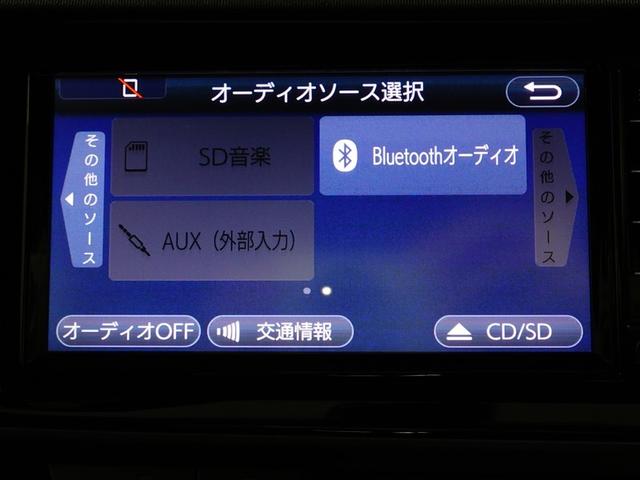 オーディオソース選択
その他のソース
SD音楽
Bluetoothオーディオ
その他のソース
AUX（外部入力）
オーディオOFF
交通情報
CD/SD